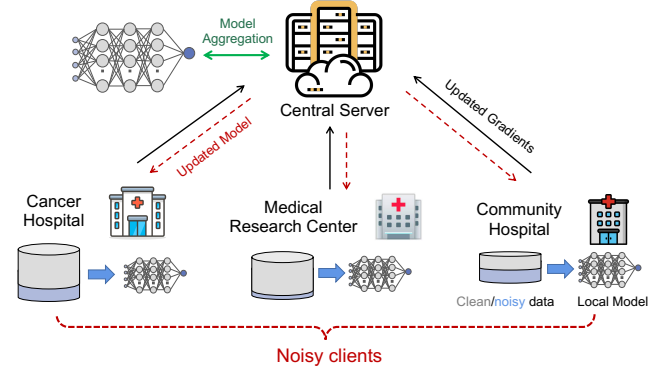 Model
Aggregation
Central Server
Updated Model
Updated Gradients
Cancer
Hospital
Medical
Research Center
Community
Hospital
Clean/noisy data
Local Model
Noisy clients